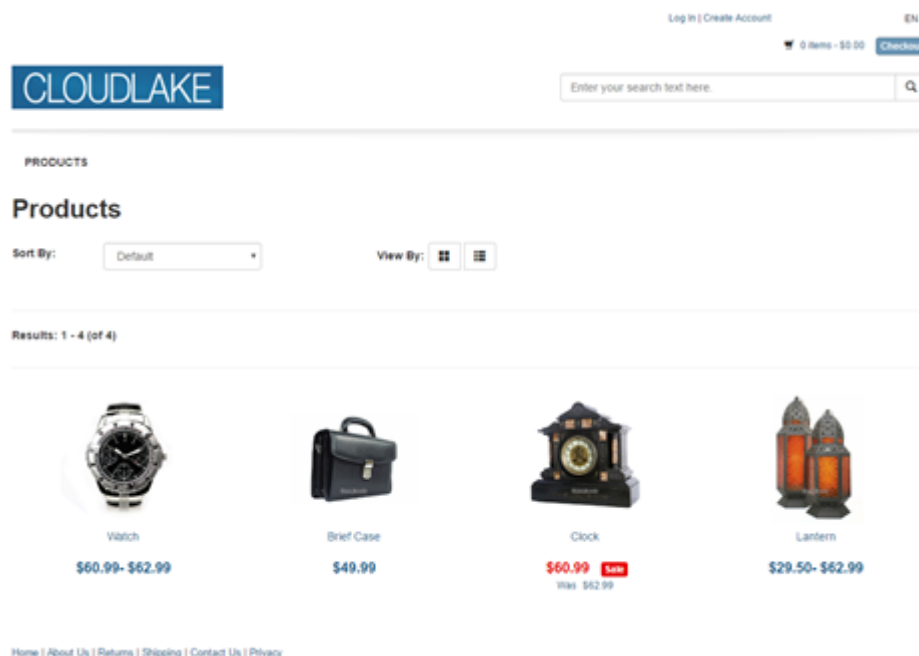 Log In | Create Account
EN
0 items - $0.00
Checkou
CLOUDLAKE
Enter your search text here.
PRODUCTS
Products
Sort By:
Default
View By:
Results: 1 - 4 (of 4)
Watch
Brief Case
Clock
Lantern
$60.99- $62.99
$49.99
$60.99 Sale
$29.50- $62.99
Was $62.99
Home | About Us | Returns | Shipping | Contact Us | Privacy